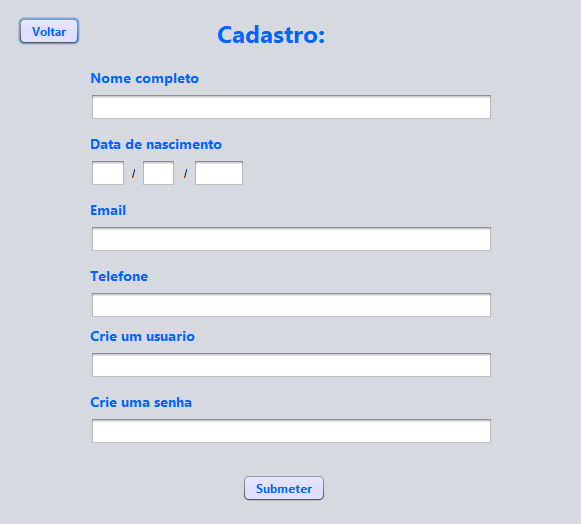 Voltar
Cadastro:
Nome completo
Data de nascimento
/ /
Email
Telefone
Crie um usuario
Crie uma senha
Submeter